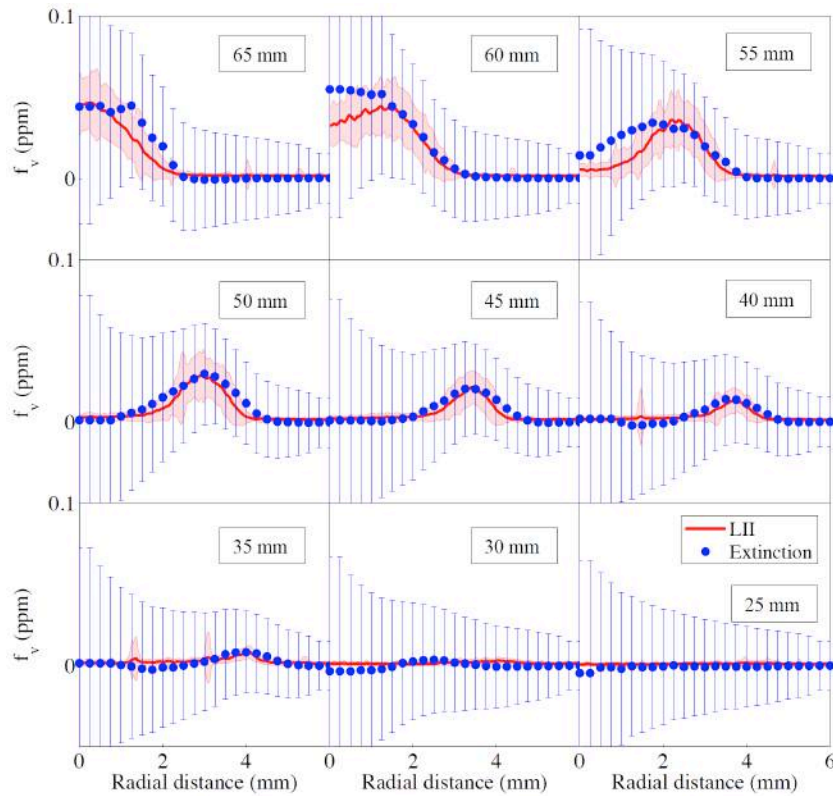 0.1
65 mm
60 mm
55 mm
f_v (ppm)
0
0.1
50 mm
45 mm
40 mm
f_v (ppm)
0
0.1
35 mm
30 mm
LII
Extinction
25 mm
f_v (ppm)
0
0 2 4 0 2 4 0 2 4 6
Radial distance (mm) Radial distance (mm) Radial distance (mm)